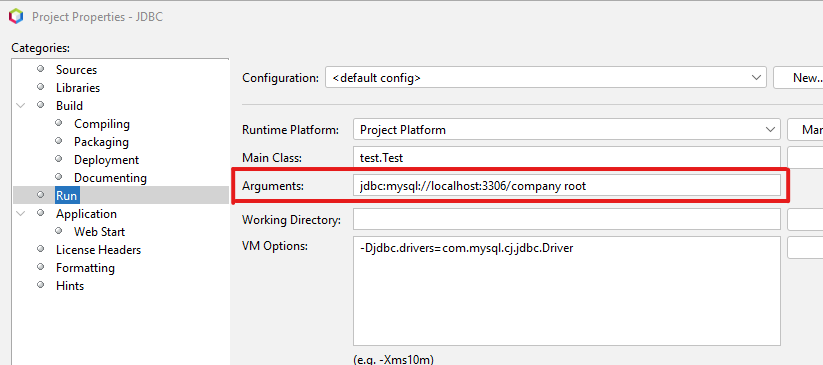 Project Properties - JDBC
Categories:
Sources
Libraries
Build
Compiling
Packaging
Deployment
Documenting
Run
Application
Web Start
License Headers
Formatting
Hints
Configuration: <default config> New...
Runtime Platform: Project Platform Mar
Main Class: test.Test
Arguments: jdbc:mysql://localhost:3306/company root
Working Directory:
VM Options: -Djdbc.drivers=com.mysql.cj.jdbc.Driver
(e.g. -Xms10m)